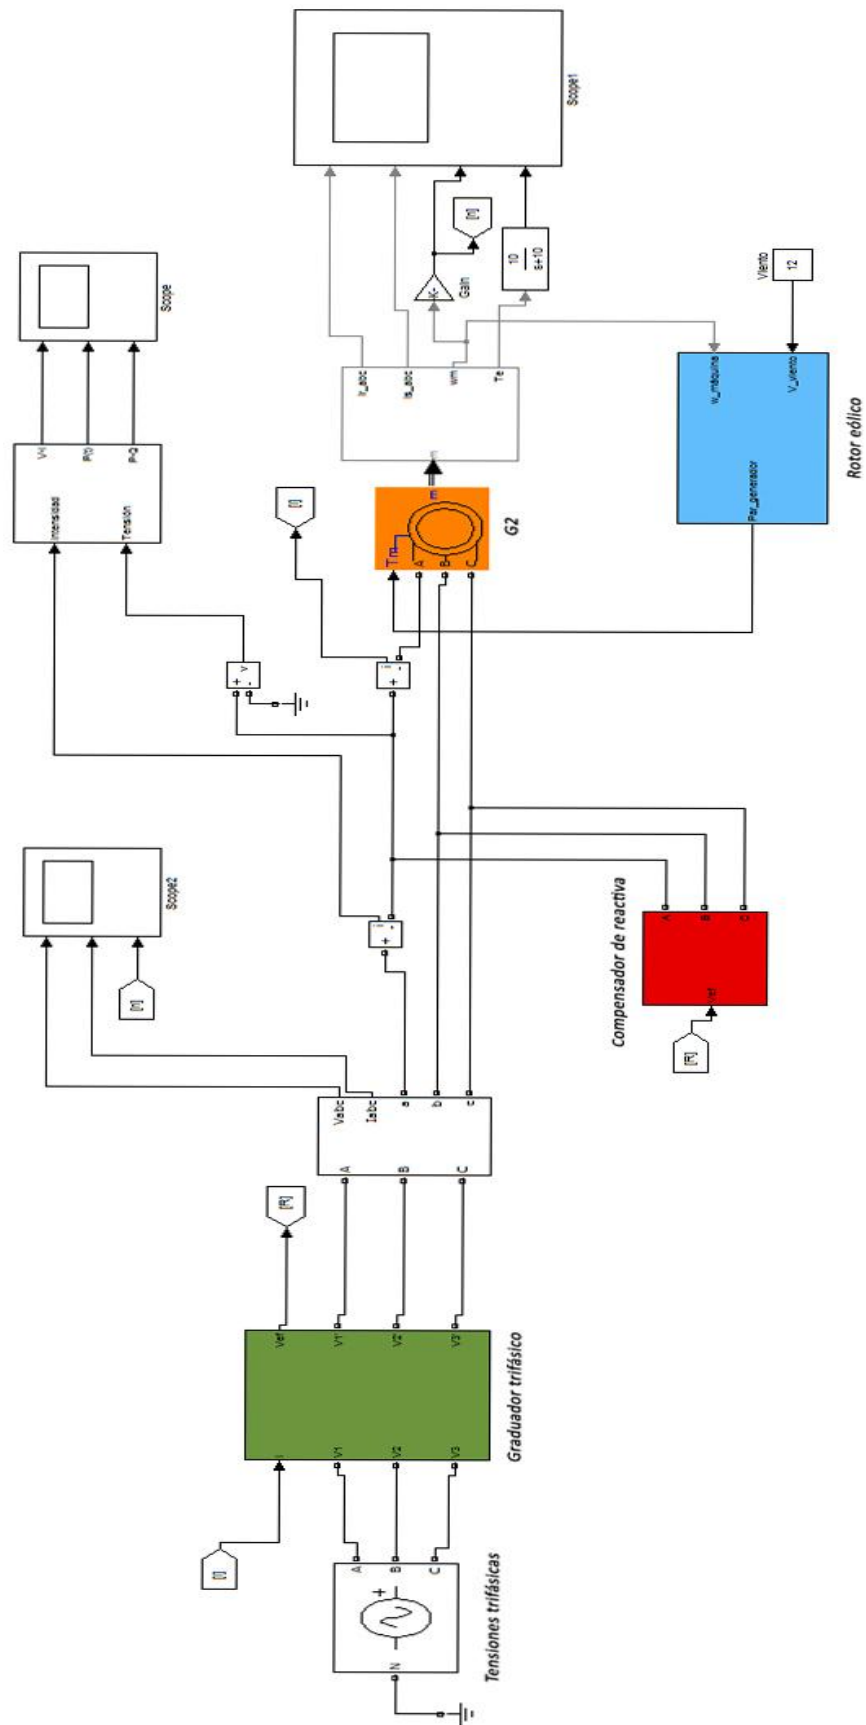 Tensiones trifásicas
N
A
B
C
[I]
Graduador trifásico
I
V1
V2
V3
Vef
V1'
V2'
V3'
[R]
A
B
C
Vabc
Iabc
a
b
c
[n]
Scope2
i
+
-
Compensador de reactiva
[R]
Vef
A
B
C
v
+
-
i
+
-
[I]
Intensidad
Tensión
V-I
P(t)
P-Q
Scope
G2
Tm
A
B
C
m
m
Ir_abc
Is_abc
wm
Te
-K-
Gain
[n]
10
s+10
Scope1
Rotor eólico
Par_generador
w_máquina
V_viento
Viento
12